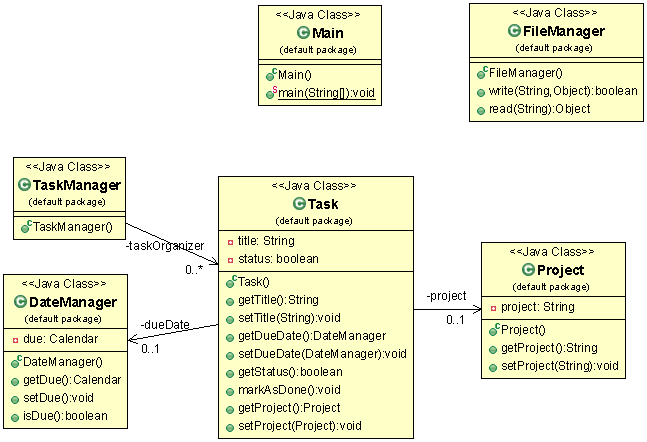 <<Java Class>>
Main
(default package)
Main()
main(String[]):void
<<Java Class>>
FileManager
(default package)
FileManager()
write(String,Object):boolean
read(String):Object
<<Java Class>>
TaskManager
(default package)
TaskManager()
-taskOrganizer
0..*
<<Java Class>>
Task
(default package)
title: String
status: boolean
Task()
getTitle():String
setTitle(String):void
getDueDate():DateManager
setDueDate(DateManager):void
getStatus():boolean
markAsDone():void
getProject():Project
setProject(Project):void
-project
0..1
<<Java Class>>
Project
(default package)
project: String
Project()
getProject():String
setProject(String):void
<<Java Class>>
DateManager
(default package)
due: Calendar
DateManager()
getDue():Calendar
setDue():void
isDue():boolean
-dueDate
0..1